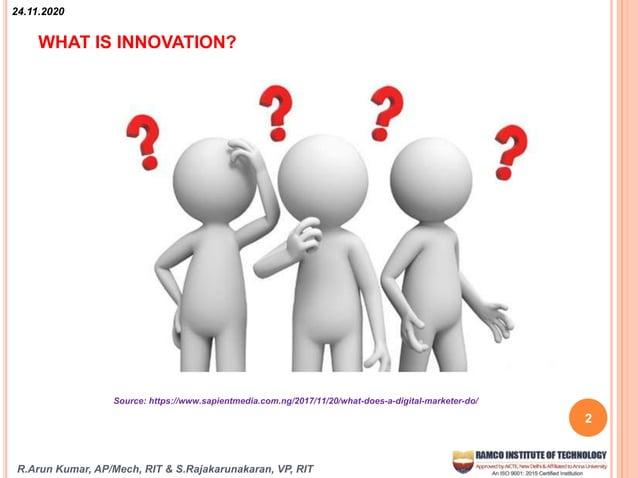 24.11.2020
WHAT IS INNOVATION?
? ? ? ?
Source: https://www.sapientmedia.com.ng/2017/11/20/what-does-a-digital-marketer-do/
2
RAMCO INSTITUTE OF TECHNOLOGY
Approved by AICTE, New Delhi & Affiliated to Anna University
An ISO 9001: 2015 Certified Institution
R.Arun Kumar, AP/Mech, RIT & S.Rajakarunakaran, VP, RIT